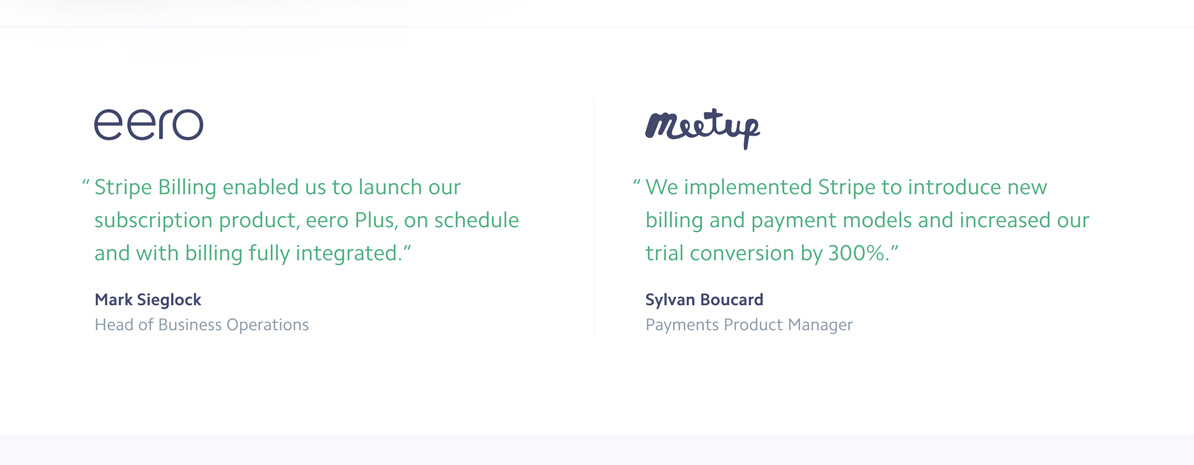 eero
“Stripe Billing enabled us to launch our
subscription product, eero Plus, on schedule
and with billing fully integrated.”
Mark Sieglock
Head of Business Operations
meetup
“We implemented Stripe to introduce new
billing and payment models and increased our
trial conversion by 300%.”
Sylvan Boucard
Payments Product Manager